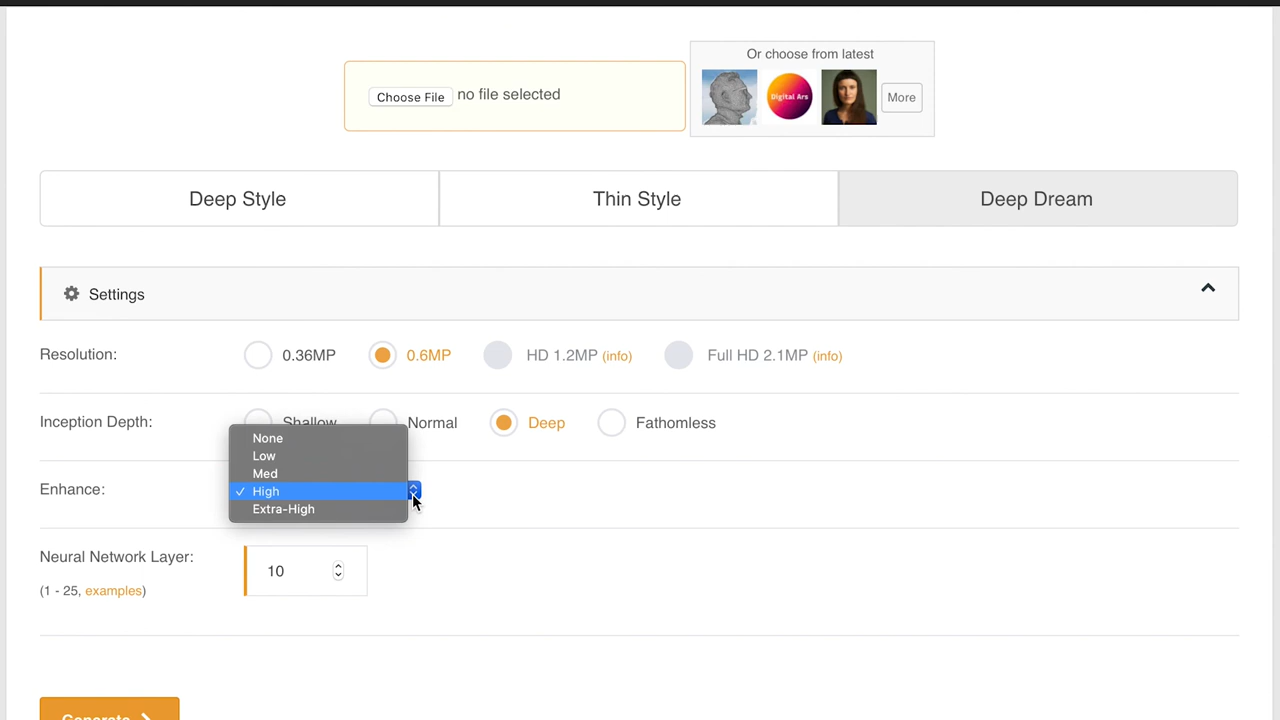 Or choose from latest
Choose File no file selected
Digital Ars
More
Deep Style Thin Style Deep Dream
Settings
Resolution: 0.36MP 0.6MP HD 1.2MP (info) Full HD 2.1MP (info)
Inception Depth: Shallow Normal Deep Fathomless
None
Low
Med
Enhance: ✓ High
Extra-High
Neural Network Layer: 10
(1 - 25, examples)
Generate